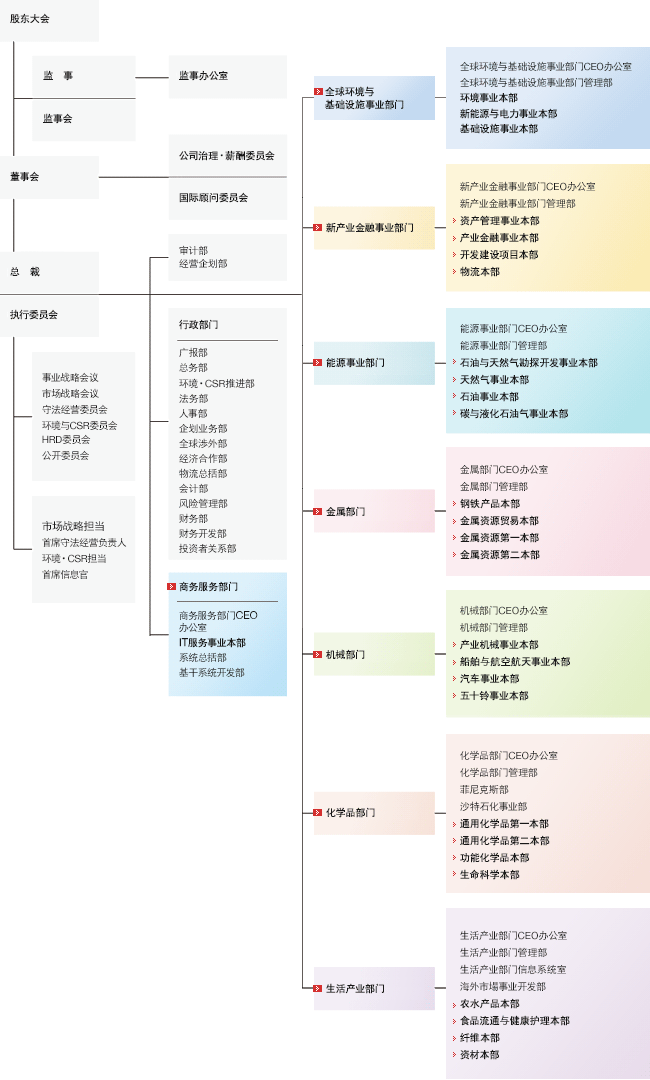 股东大会
监 事
监事办公室
监事会
公司治理·薪酬委员会
董事会
国际顾问委员会
审计部
经营企划部
总 裁
执行委员会
事业战略会议
市场战略会议
守法经营委员会
环境与CSR委员会
HRD委员会
公开委员会
市场战略担当
首席守法经营负责人
环境·CSR担当
首席信息官
行政部门
广报部
总务部
环境·CSR推进部
法务部
人事部
企划业务部
全球涉外部
经济合作部
物流总括部
会计部
风险管理部
财务部
财务开发部
投资者关系部
商务服务部门
商务服务部门CEO
办公室
IT服务事业本部
系统总括部
基干系统开发部
全球环境与
基础设施事业部门
全球环境与基础设施事业部门CEO办公室
全球环境与基础设施事业部门管理部
环境事业本部
新能源与电力事业本部
基础设施事业本部
新产业金融事业部门
新产业金融事业部门CEO办公室
新产业金融事业部门管理部
资产管理事业本部
产业金融事业本部
开发建设项目本部
物流本部
能源事业部门
能源事业部门CEO办公室
能源事业部门管理部
石油与天然气勘探开发事业本部
天然气事业本部
石油事业本部
碳与液化石油气事业本部
金属部门
金属部门CEO办公室
金属部门管理部
钢铁产品本部
金属资源贸易本部
金属资源第一本部
金属资源第二本部
机械部门
机械部门CEO办公室
机械部门管理部
产业机械事业本部
船舶与航空航天事业本部
汽车事业本部
五十铃事业本部
化学品部门
化学品部门CEO办公室
化学品部门管理部
菲尼克斯部
沙特石化事业部
通用化学品第一本部
通用化学品第二本部
功能化学品本部
生命科学本部
生活产业部门
生活产业部门CEO办公室
生活产业部门管理部
生活产业部门信息系统室
海外市場事业开发部
农水产品本部
食品流通与健康护理本部
纤维本部
资材本部